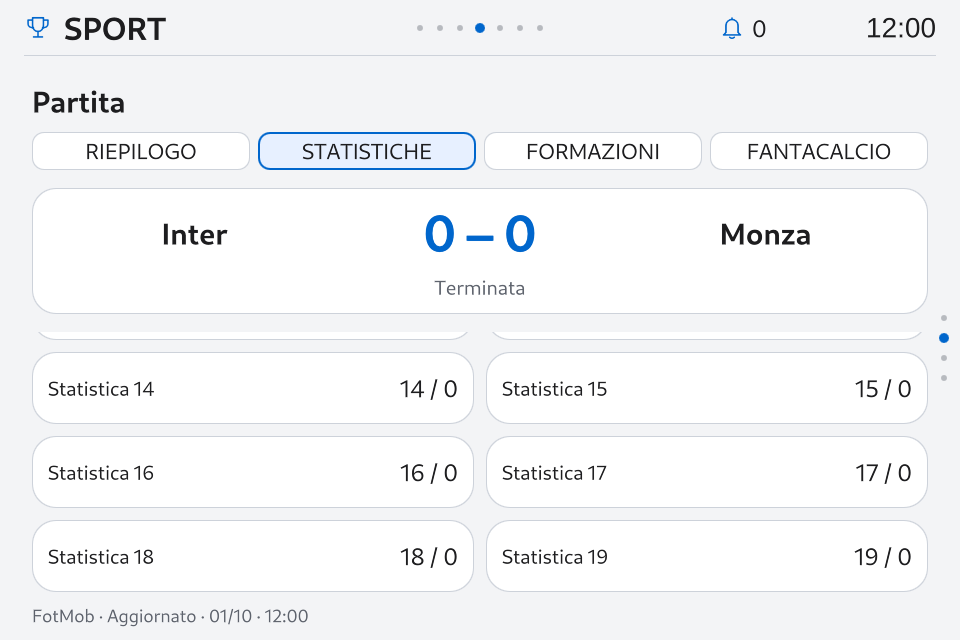 SPORT
0
12:00
Partita
RIEPILOGO
STATISTICHE
FORMAZIONI
FANTACALCIO
Inter
0 – 0
Monza
Terminata
Statistica 14
14 / 0
Statistica 15
15 / 0
Statistica 16
16 / 0
Statistica 17
17 / 0
Statistica 18
18 / 0
Statistica 19
19 / 0
FotMob · Aggiornato · 01/10 · 12:00